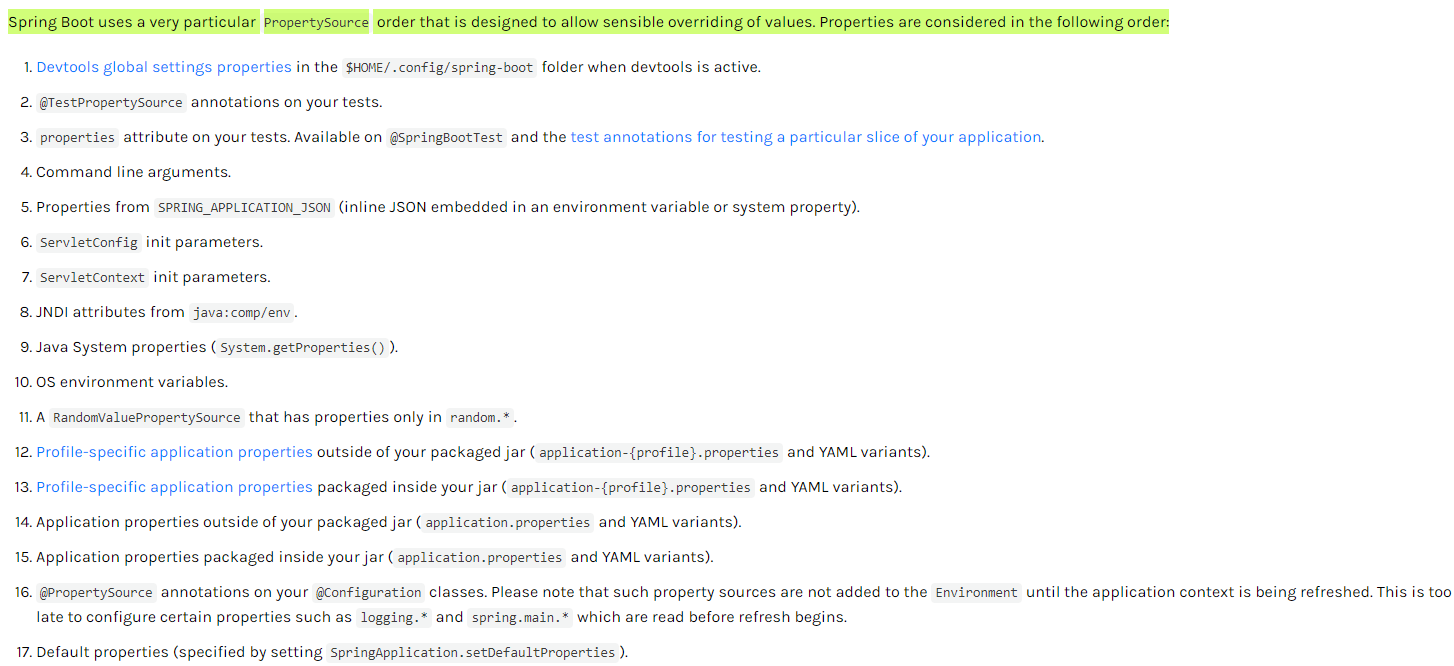 Spring Boot uses a very particular PropertySource order that is designed to allow sensible overriding of values. Properties are considered in the following order:
1. Devtools global settings properties in the $HOME/.config/spring-boot folder when devtools is active.
2. @TestPropertySource annotations on your tests.
3. properties attribute on your tests. Available on @SpringBootTest and the test annotations for testing a particular slice of your application.
4. Command line arguments.
5. Properties from SPRING_APPLICATION_JSON (inline JSON embedded in an environment variable or system property).
6. ServletConfig init parameters.
7. ServletContext init parameters.
8. JNDI attributes from java:comp/env.
9. Java System properties (System.getProperties()).
10. OS environment variables.
11. A RandomValuePropertySource that has properties only in random.*.
12. Profile-specific application properties outside of your packaged jar (application-{profile}.properties and YAML variants).
13. Profile-specific application properties packaged inside your jar (application-{profile}.properties and YAML variants).
14. Application properties outside of your packaged jar (application.properties and YAML variants).
15. Application properties packaged inside your jar (application.properties and YAML variants).
16. @PropertySource annotations on your @Configuration classes. Please note that such property sources are not added to the Environment until the application context is being refreshed. This is too
late to configure certain properties such as logging.* and spring.main.* which are read before refresh begins.
17. Default properties (specified by setting SpringApplication.setDefaultProperties).